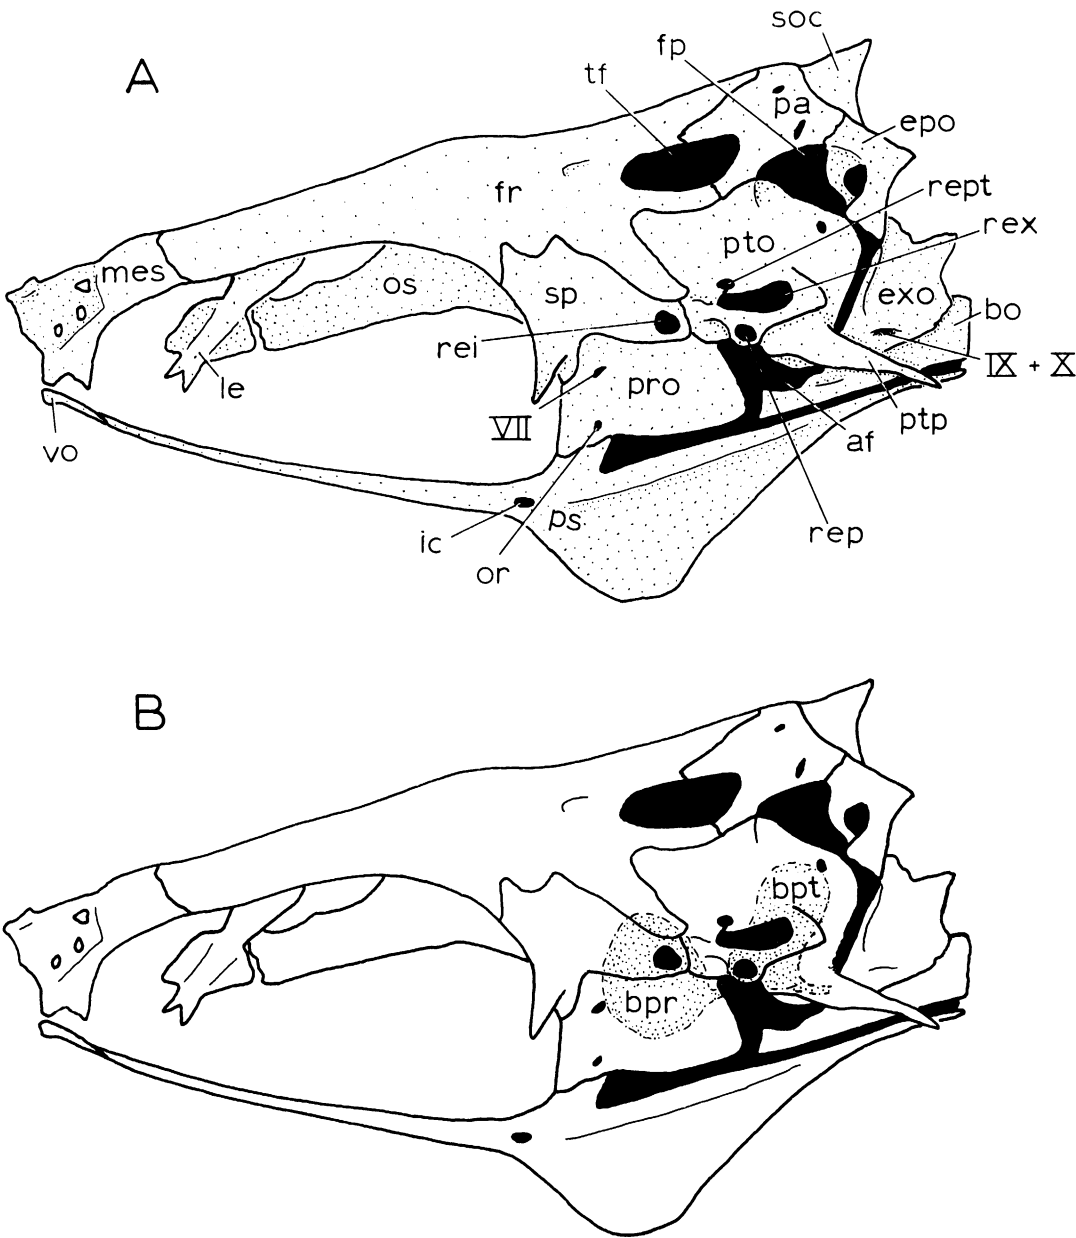 A
soc
fp
tf
pa
epo
rept
fr
rex
pto
mes
os
sp
exo
bo
rei
IX + X
le
pro
VII
ptp
vo
af
ps
rep
ic
or
B
bpt
bpr